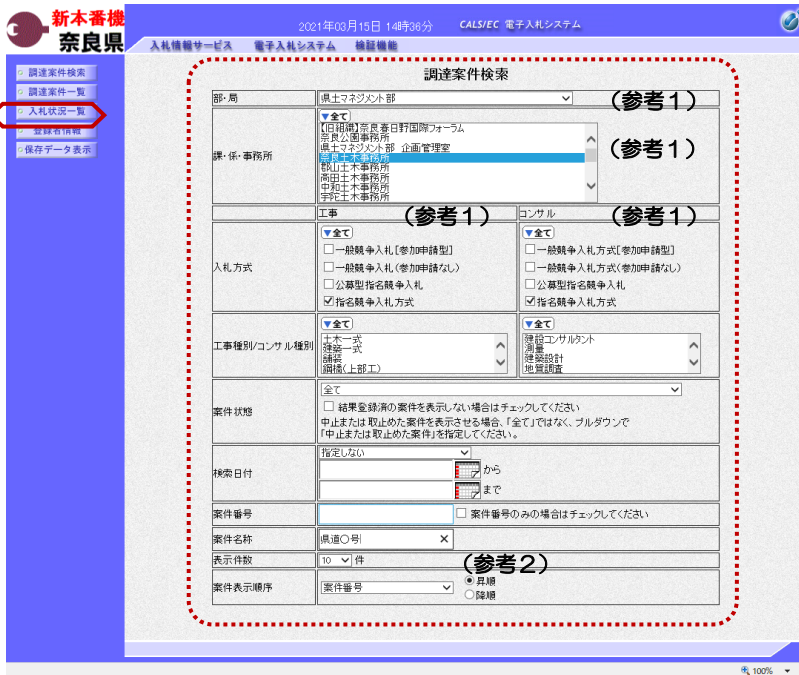 新本番機
奈良県
2021年03月15日 14時36分 CALS/EC 電子入札システム
入札情報サービス 電子入札システム 検証機能
調達案件検索
調達案件一覧
入札状況一覧
登録者情報
保存データ表示
調達案件検索
部・局 県土マネジメント部 (参考1)
課・係・事務所
▼全て
【旧組織】奈良春日野国際フォーラム
奈良公園事務所
県土マネジメント部 企画管理室
奈良土木事務所
郡山土木事務所
高田土木事務所
中和土木事務所
宇陀土木事務所
(参考1)
工事 (参考1) コンサル (参考1)
入札方式
▼全て
一般競争入札[参加申請型]
一般競争入札(参加申請なし)
公募型指名競争入札
指名競争入札方式
▼全て
一般競争入札方式[参加申請型]
一般競争入札方式(参加申請なし)
公募型指名競争入札
指名競争入札方式
工事種別/コンサル種別
▼全て
土木一式
建築一式
舗装
鋼橋(上部工)
▼全て
建設コンサルタント
測量
建築設計
地質調査
案件状態
全て
結果登録済の案件を表示しない場合はチェックしてください
中止または取止めた案件を表示させる場合、「全て」ではなく、プルダウンで
「中止または取止めた案件」を指定してください。
検索日付
指定しない
から
まで
案件番号 案件番号のみの場合はチェックしてください
案件名称 県道〇号 ×
表示件数 10 件 (参考2)
案件表示順序 案件番号
昇順
降順
100%